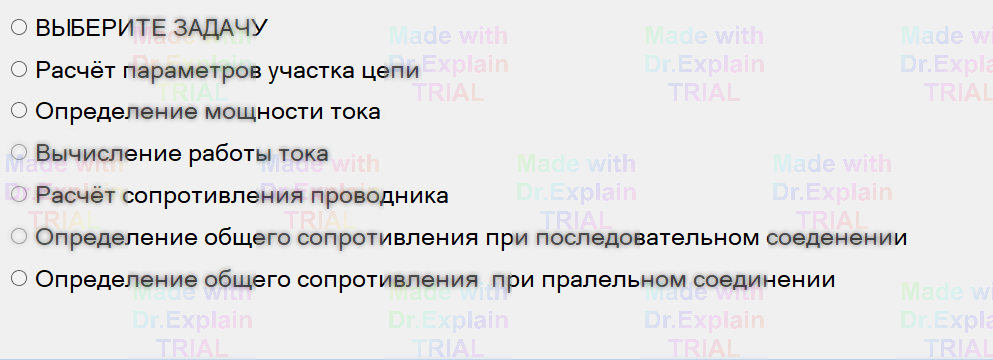 ВЫБЕРИТЕ ЗАДАЧУ
Расчёт параметров участка цепи
Определение мощности тока
Вычисление работы тока
Расчёт сопротивления проводника
Определение общего сопротивления при последовательном соеденении
Определение общего сопротивления при пралельном соединении
Made with Dr.Explain TRIAL